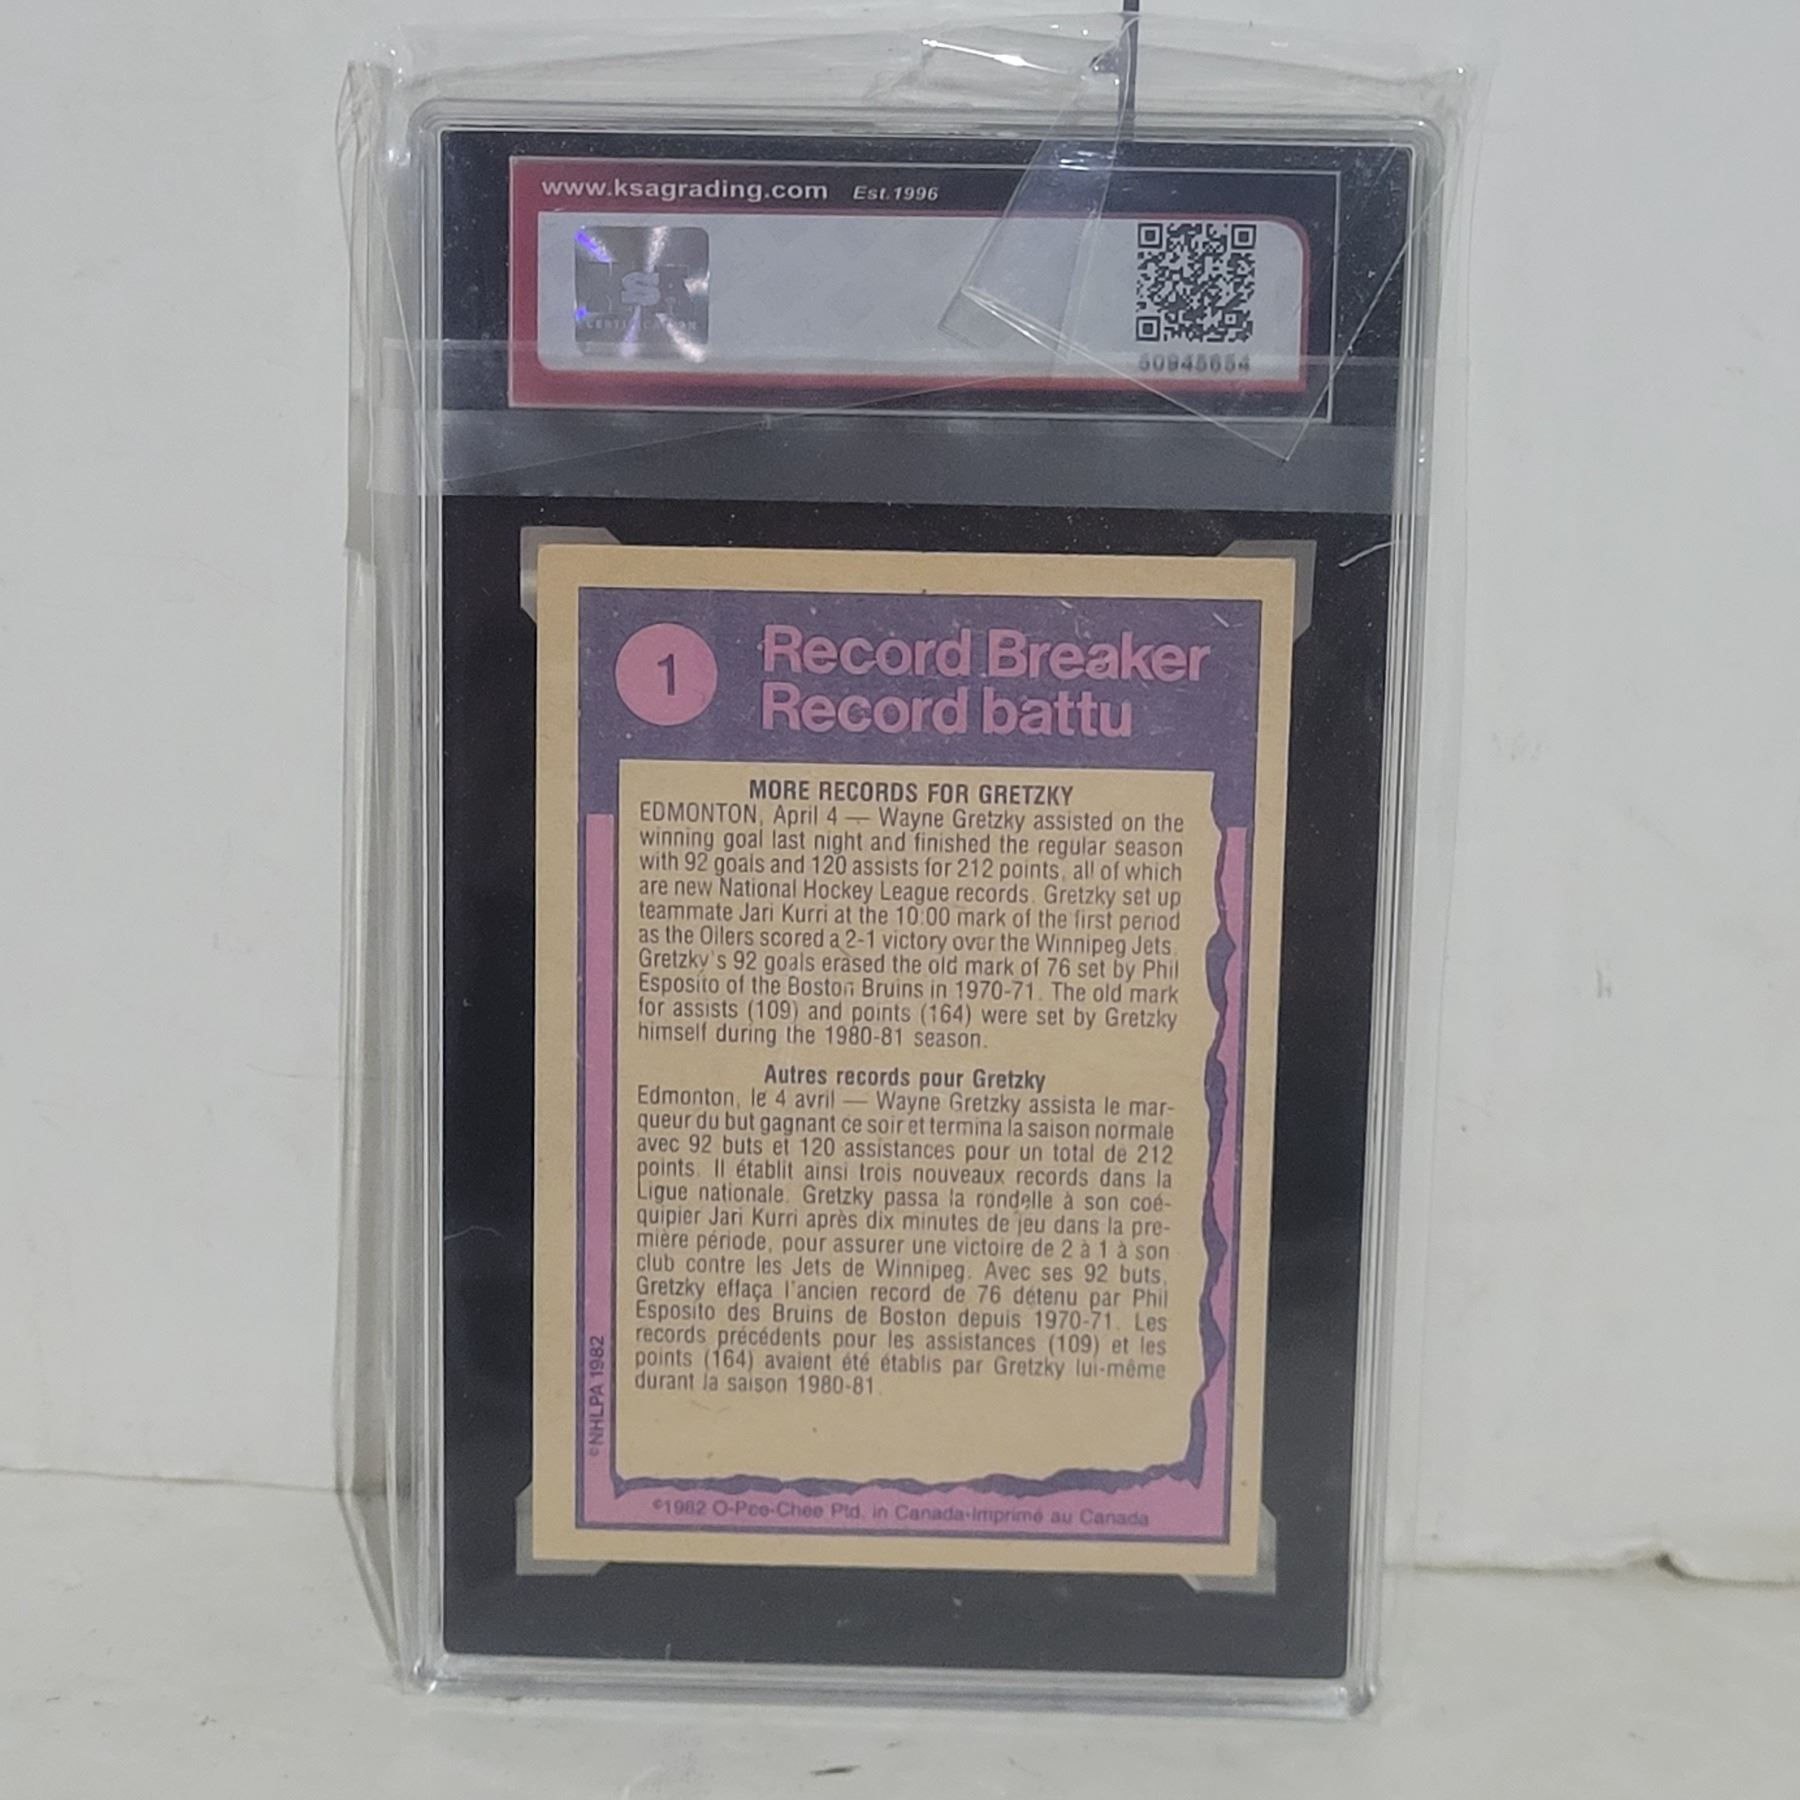 www.ksagrading.com Est.1996
S
CERTIFICATION
50945654
1
Record Breaker
Record battu
MORE RECORDS FOR GRETZKY
EDMONTON, April 4 — Wayne Gretzky assisted on the
winning goal last night and finished the regular season
with 92 goals and 120 assists for 212 points, all of which
are new National Hockey League records. Gretzky set up
teammate Jari Kurri at the 10:00 mark of the first period
as the Oilers scored a 2-1 victory over the Winnipeg Jets.
Gretzky's 92 goals erased the old mark of 76 set by Phil
Esposito of the Boston Bruins in 1970-71. The old mark
for assists (109) and points (164) were set by Gretzky
himself during the 1980-81 season.
Autres records pour Gretzky
Edmonton, le 4 avril — Wayne Gretzky assista le mar-
queur du but gagnant ce soir et termina la saison normale
avec 92 buts et 120 assistances pour un total de 212
points. Il établit ainsi trois nouveaux records dans la
Ligue nationale. Gretzky passa la rondelle à son coé-
quipier Jari Kurri après dix minutes de jeu dans la pre-
mière période, pour assurer une victoire de 2 à 1 à son
club contre les Jets de Winnipeg. Avec ses 92 buts,
Gretzky effaça l'ancien record de 76 détenu par Phil
Esposito des Bruins de Boston depuis 1970-71. Les
records précédents pour les assistances (109) et les
points (164) avaient été établis par Gretzky lui-même
durant la saison 1980-81.
©NHLPA 1982
©1982 O-Pee-Chee Ptd. in Canada-Imprimé au Canada